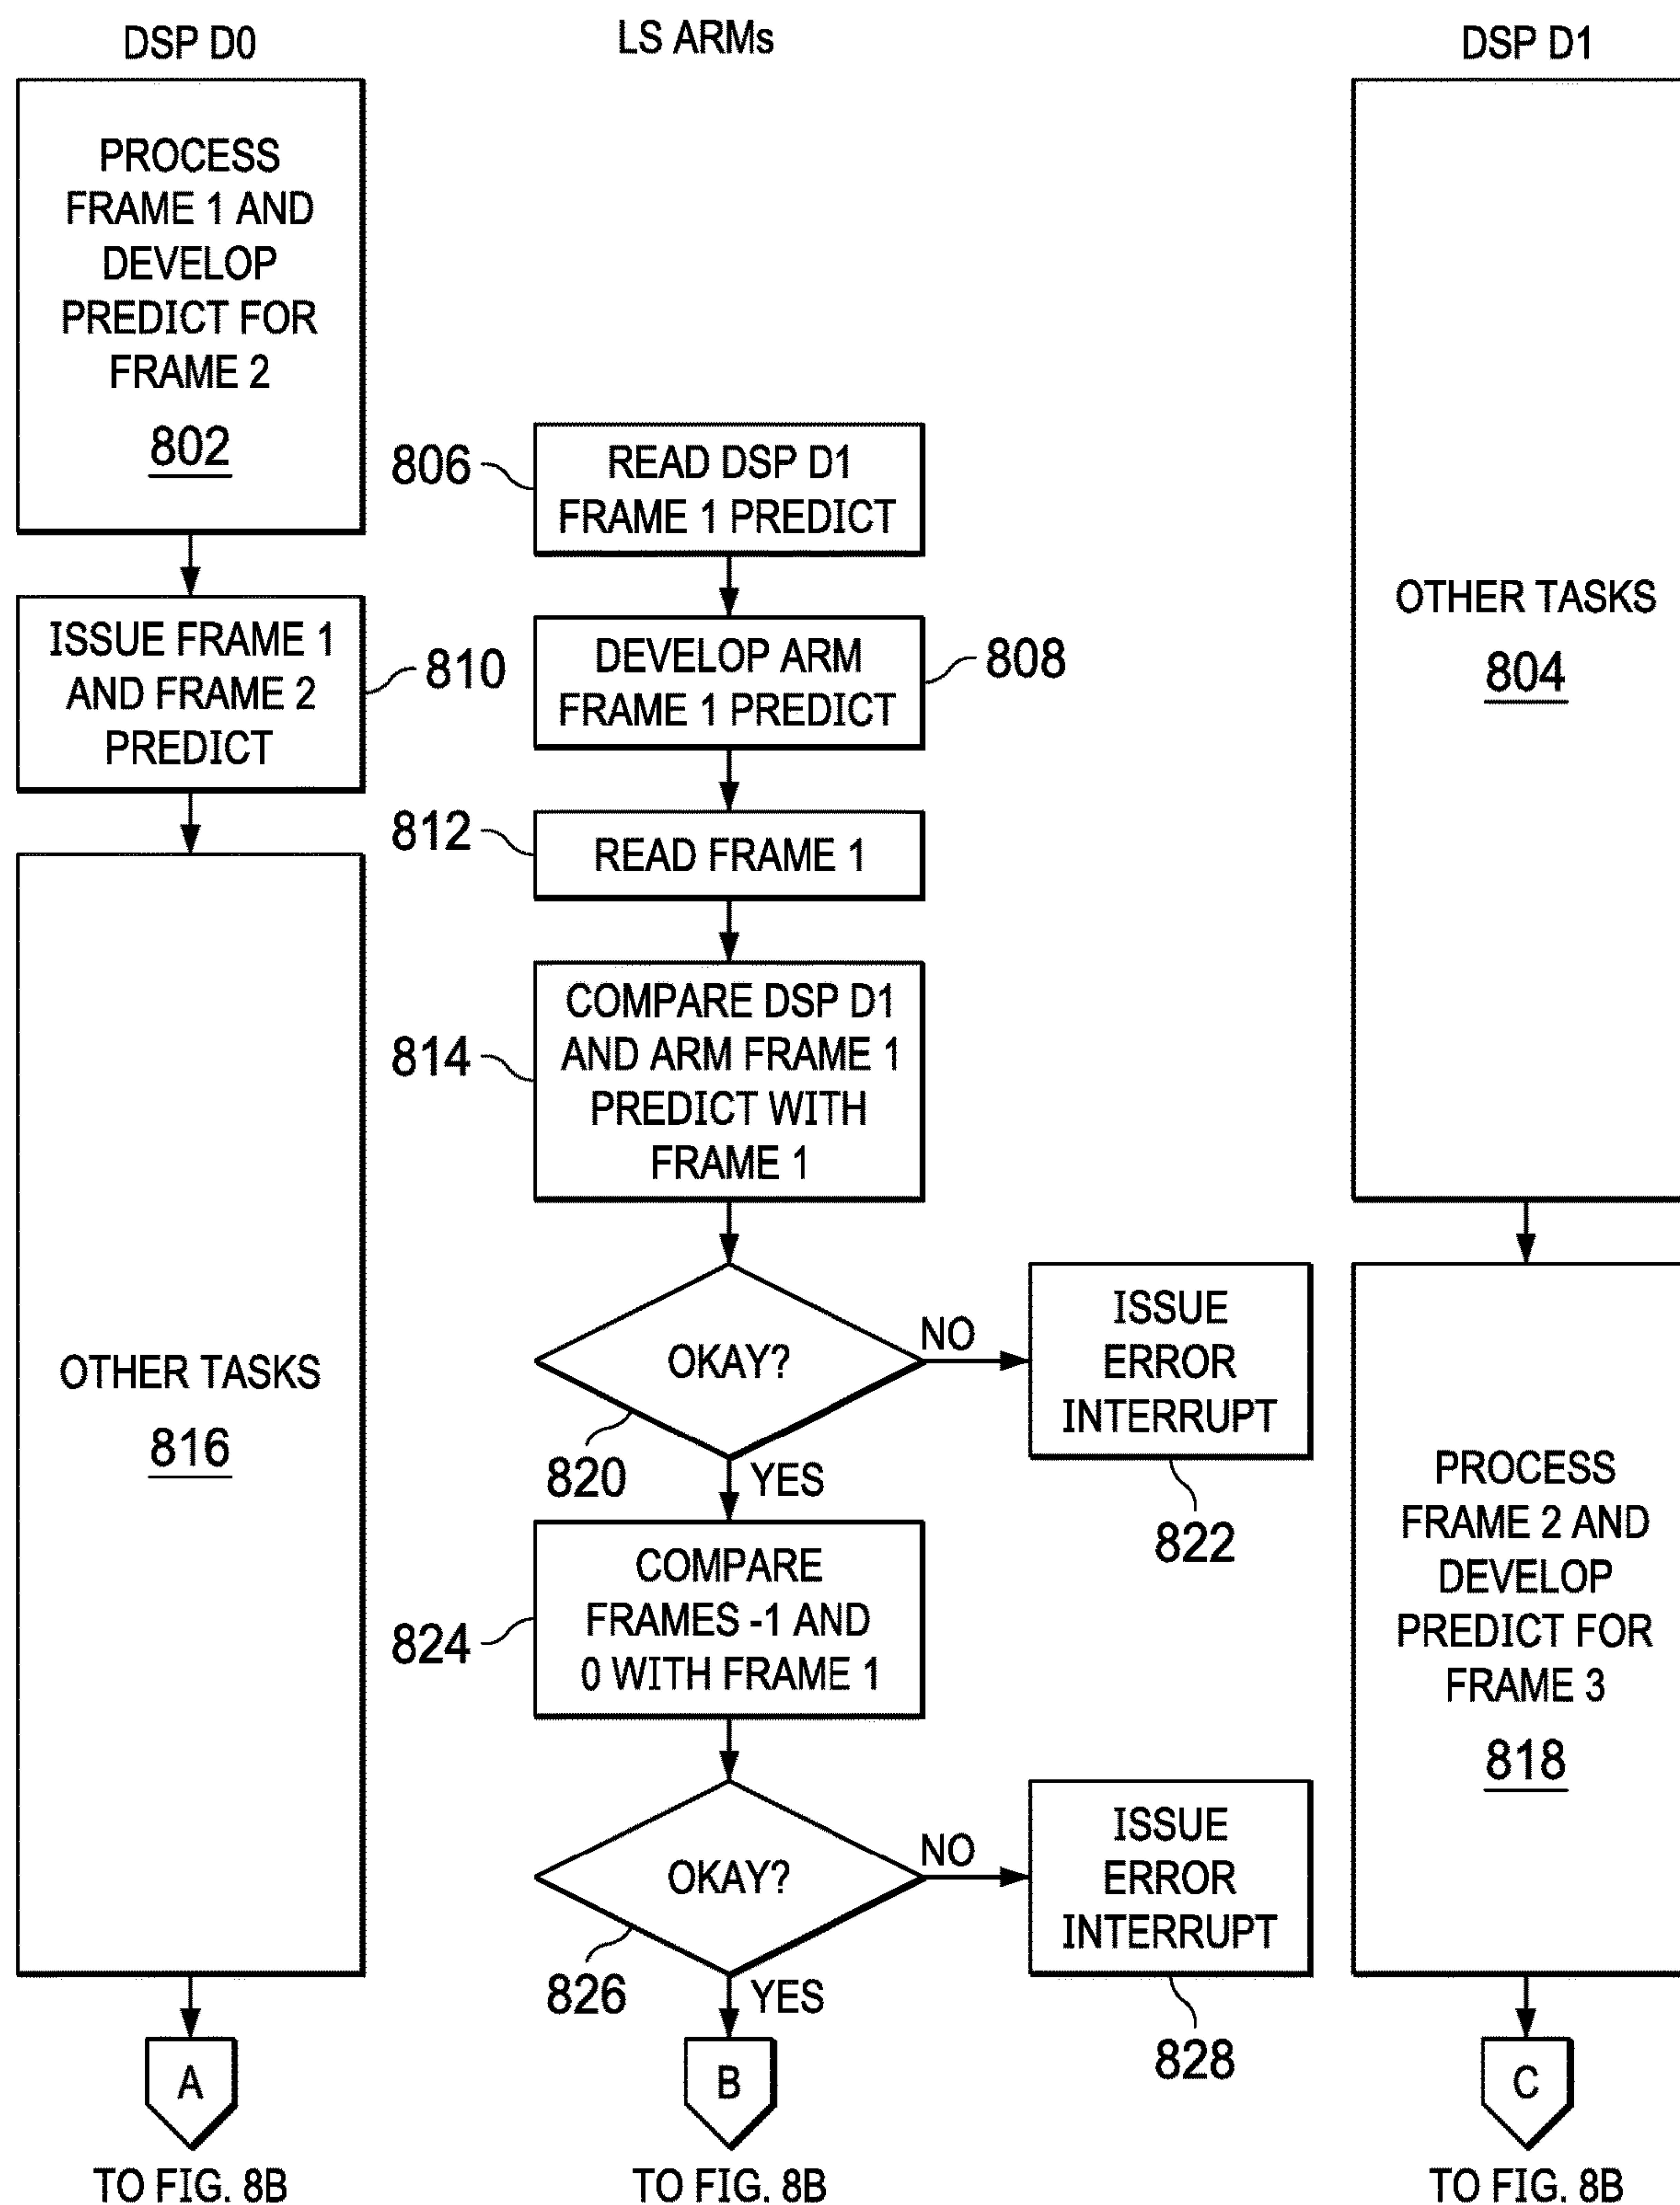 DSP D0
LS ARMs
DSP D1
PROCESS
FRAME 1 AND
DEVELOP
PREDICT FOR
FRAME 2
802
806
READ DSP D1
FRAME 1 PREDICT
OTHER TASKS
804
ISSUE FRAME 1
AND FRAME 2
PREDICT
810
DEVELOP ARM
FRAME 1 PREDICT
808
812
READ FRAME 1
814
COMPARE DSP D1
AND ARM FRAME 1
PREDICT WITH
FRAME 1
OTHER TASKS
816
OKAY?
820
NO
YES
ISSUE
ERROR
INTERRUPT
822
PROCESS
FRAME 2 AND
DEVELOP
PREDICT FOR
FRAME 3
818
824
COMPARE
FRAMES -1 AND
0 WITH FRAME 1
OKAY?
826
NO
YES
ISSUE
ERROR
INTERRUPT
828
A
B
C
TO FIG. 8B
TO FIG. 8B
TO FIG. 8B